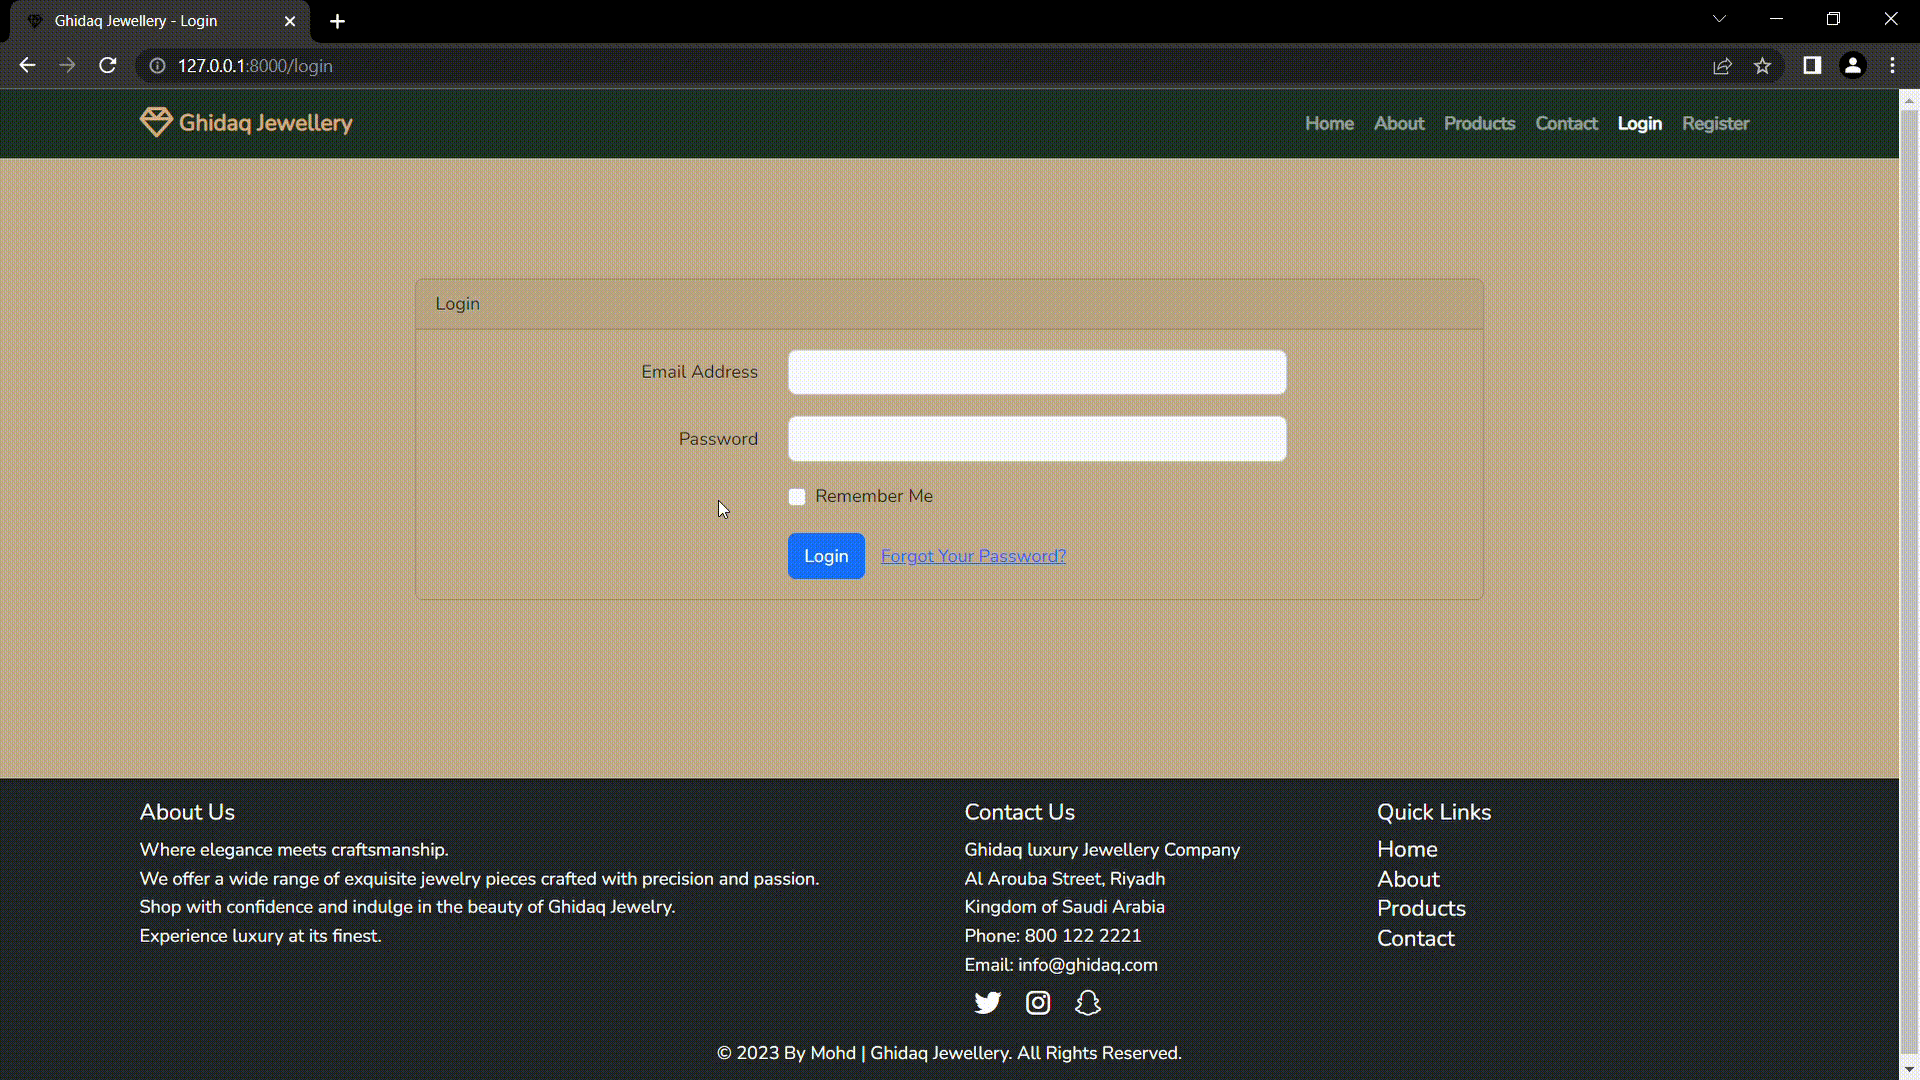 Ghidaq Jewellery - Login
127.0.0.1:8000/login
Ghidaq Jewellery
Home About Products Contact Login Register
Login
Email Address
Password
Remember Me
Login Forgot Your Password?
About Us
Where elegance meets craftsmanship.
We offer a wide range of exquisite jewelry pieces crafted with precision and passion.
Shop with confidence and indulge in the beauty of Ghidaq Jewelry.
Experience luxury at its finest.
Contact Us
Ghidaq luxury Jewellery Company
Al Arouba Street, Riyadh
Kingdom of Saudi Arabia
Phone: 800 122 2221
Email: info@ghidaq.com
Quick Links
Home
About
Products
Contact
© 2023 By Mohd | Ghidaq Jewellery. All Rights Reserved.